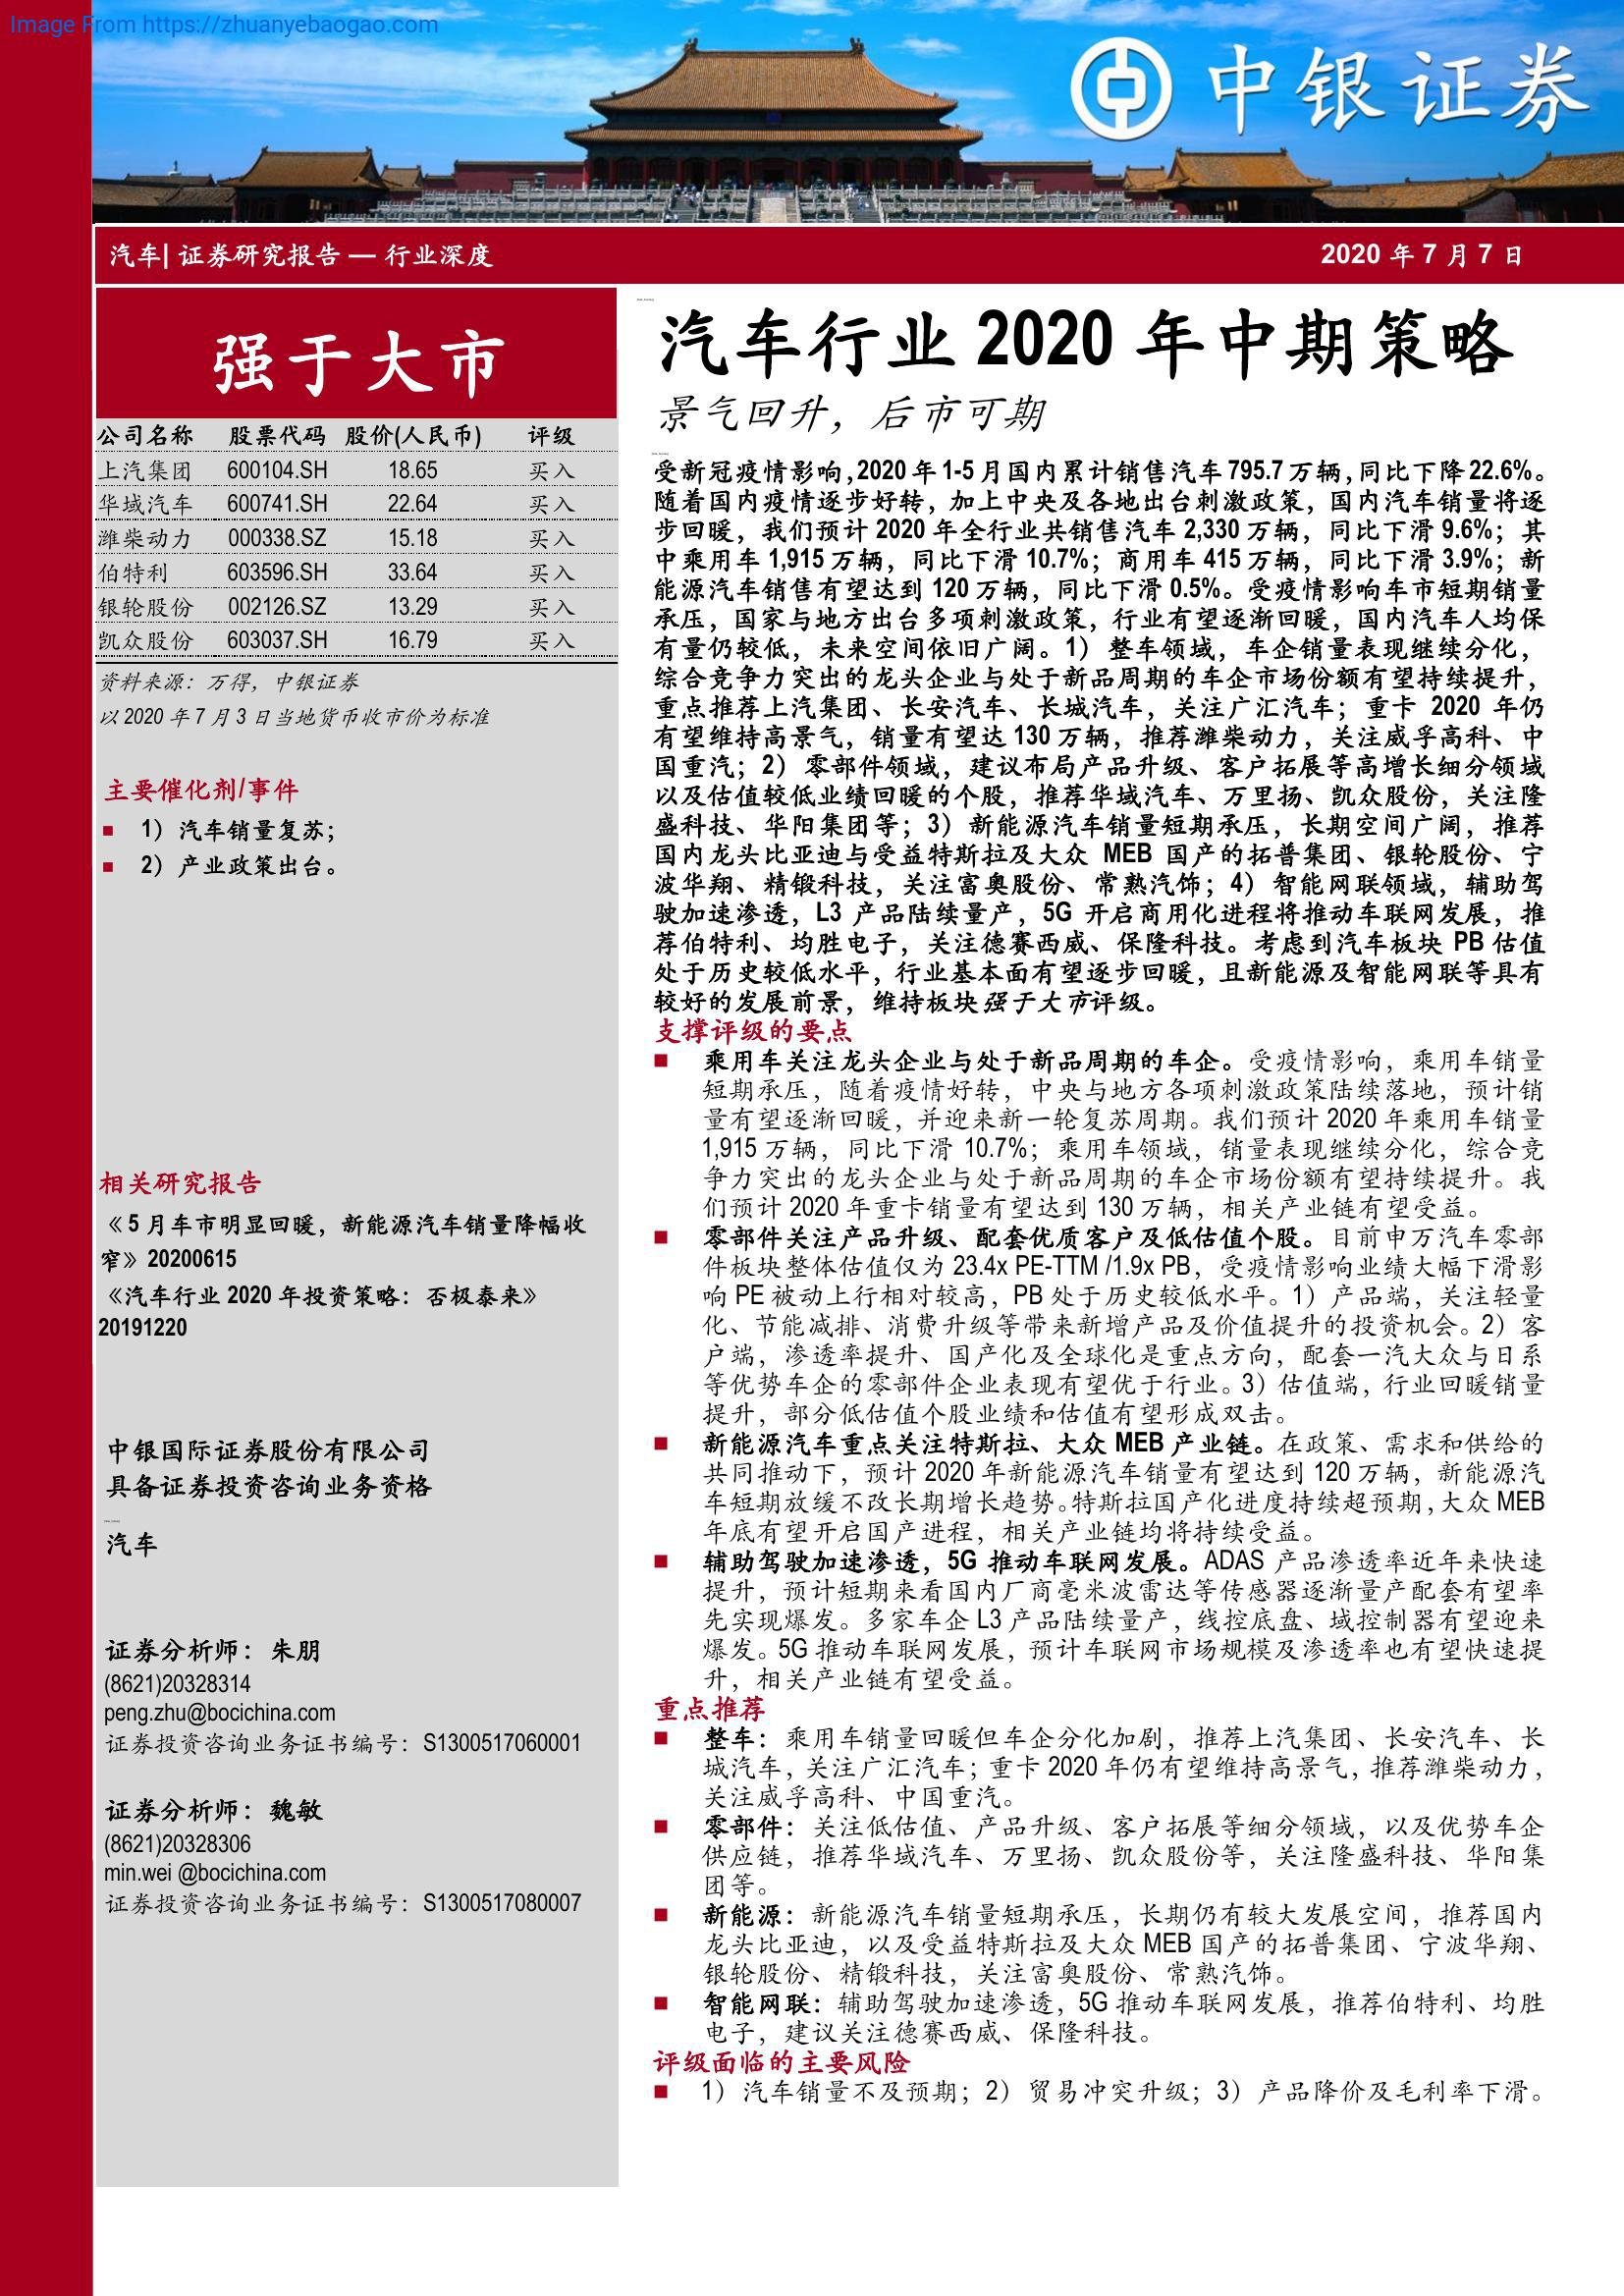 Image From https://zhuanyebaogao.com
中银证券
汽车| 证券研究报告 — 行业深度
2020 年 7 月 7 日
强于大市
公司名称 股票代码 股价(人民币) 评级
上汽集团 600104.SH 18.65 买入
华域汽车 600741.SH 22.64 买入
潍柴动力 000338.SZ 15.18 买入
伯特利 603596.SH 33.64 买入
银轮股份 002126.SZ 13.29 买入
凯众股份 603037.SH 16.79 买入
资料来源：万得，中银证券
以 2020 年 7 月 3 日当地货币收市价为标准
主要催化剂/事件
■ 1）汽车销量复苏；
■ 2）产业政策出台。
相关研究报告
《5 月车市明显回暖，新能源汽车销量降幅收
窄》20200615
《汽车行业 2020 年投资策略：否极泰来》
20191220
中银国际证券股份有限公司
具备证券投资咨询业务资格
汽车
证券分析师：朱朋
(8621)20328314
peng.zhu@bocichina.com
证券投资咨询业务证书编号：S1300517060001
证券分析师：魏敏
(8621)20328306
min.wei @bocichina.com
证券投资咨询业务证书编号：S1300517080007
汽车行业 2020 年中期策略
景气回升，后市可期
受新冠疫情影响，2020 年 1-5 月国内累计销售汽车 795.7 万辆，同比下降 22.6%。
随着国内疫情逐步好转，加上中央及各地出台刺激政策，国内汽车销量将逐
步回暖，我们预计 2020 年全行业共销售汽车 2,330 万辆，同比下滑 9.6%；其
中乘用车 1,915 万辆，同比下滑 10.7%；商用车 415 万辆，同比下滑 3.9%；新
能源汽车销售有望达到 120 万辆，同比下滑 0.5%。受疫情影响车市短期销量
承压，国家与地方出台多项刺激政策，行业有望逐渐回暖，国内汽车人均保
有量仍较低，未来空间依旧广阔。1）整车领域，车企销量表现继续分化，
综合竞争力突出的龙头企业与处于新品周期的车企市场份额有望持续提升，
重点推荐上汽集团、长安汽车、长城汽车，关注广汇汽车；重卡 2020 年仍
有望维持高景气，销量有望达 130 万辆，推荐潍柴动力，关注威孚高科、中
国重汽；2）零部件领域，建议布局产品升级、客户拓展等高增长细分领域
以及估值较低业绩回暖的个股，推荐华域汽车、万里扬、凯众股份，关注隆
盛科技、华阳集团等；3）新能源汽车销量短期承压，长期空间广阔，推荐
国内龙头比亚迪与受益特斯拉及大众 MEB 国产的拓普集团、银轮股份、宁
波华翔、精锻科技，关注富奥股份、常熟汽饰；4）智能网联领域，辅助驾
驶加速渗透，L3 产品陆续量产，5G 开启商用化进程将推动车联网发展，推
荐伯特利、均胜电子，关注德赛西威、保隆科技。考虑到汽车板块 PB 估值
处于历史较低水平，行业基本面有望逐步回暖，且新能源及智能网联等具有
较好的发展前景，维持板块强于大市评级。
支撑评级的要点
■ 乘用车关注龙头企业与处于新品周期的车企。受疫情影响，乘用车销量
短期承压，随着疫情好转，中央与地方各项刺激政策陆续落地，预计销
量有望逐渐回暖，并迎来新一轮复苏周期。我们预计 2020 年乘用车销量
1,915 万辆，同比下滑 10.7%；乘用车领域，销量表现继续分化，综合竞
争力突出的龙头企业与处于新品周期的车企市场份额有望持续提升。我
们预计 2020 年重卡销量有望达到 130 万辆，相关产业链有望受益。
■ 零部件关注产品升级、配套优质客户及低估值个股。目前申万汽车零部
件板块整体估值仅为 23.4x PE-TTM /1.9x PB，受疫情影响业绩大幅下滑影
响 PE 被动上行相对较高，PB 处于历史较低水平。1）产品端，关注轻量
化、节能减排、消费升级等带来新增产品及价值提升的投资机会。2）客
户端，渗透率提升、国产化及全球化是重点方向，配套一汽大众与日系
等优势车企的零部件企业表现有望优于行业。3）估值端，行业回暖销量
提升，部分低估值个股业绩和估值有望形成双击。
■ 新能源汽车重点关注特斯拉、大众 MEB 产业链。在政策、需求和供给的
共同推动下，预计 2020 年新能源汽车销量有望达到 120 万辆，新能源汽
车短期放缓不改长期增长趋势。特斯拉国产化进度持续超预期，大众 MEB
年底有望开启国产进程，相关产业链均将持续受益。
■ 辅助驾驶加速渗透，5G 推动车联网发展。ADAS 产品渗透率近年来快速
提升，预计短期来看国内厂商毫米波雷达等传感器逐渐量产配套有望率
先实现爆发。多家车企 L3 产品陆续量产，线控底盘、域控制器有望迎来
爆发。5G 推动车联网发展，预计车联网市场规模及渗透率也有望快速提
升，相关产业链有望受益。
重点推荐
■ 整车：乘用车销量回暖但车企分化加剧，推荐上汽集团、长安汽车、长
城汽车，关注广汇汽车；重卡 2020 年仍有望维持高景气，推荐潍柴动力，
关注威孚高科、中国重汽。
■ 零部件：关注低估值、产品升级、客户拓展等细分领域，以及优势车企
供应链，推荐华域汽车、万里扬、凯众股份等，关注隆盛科技、华阳集
团等。
■ 新能源：新能源汽车销量短期承压，长期仍有较大发展空间，推荐国内
龙头比亚迪，以及受益特斯拉及大众 MEB 国产的拓普集团、宁波华翔、
银轮股份、精锻科技，关注富奥股份、常熟汽饰。
■ 智能网联：辅助驾驶加速渗透，5G 推动车联网发展，推荐伯特利、均胜
电子，建议关注德赛西威、保隆科技。
评级面临的主要风险
■ 1）汽车销量不及预期；2）贸易冲突升级；3）产品降价及毛利率下滑。